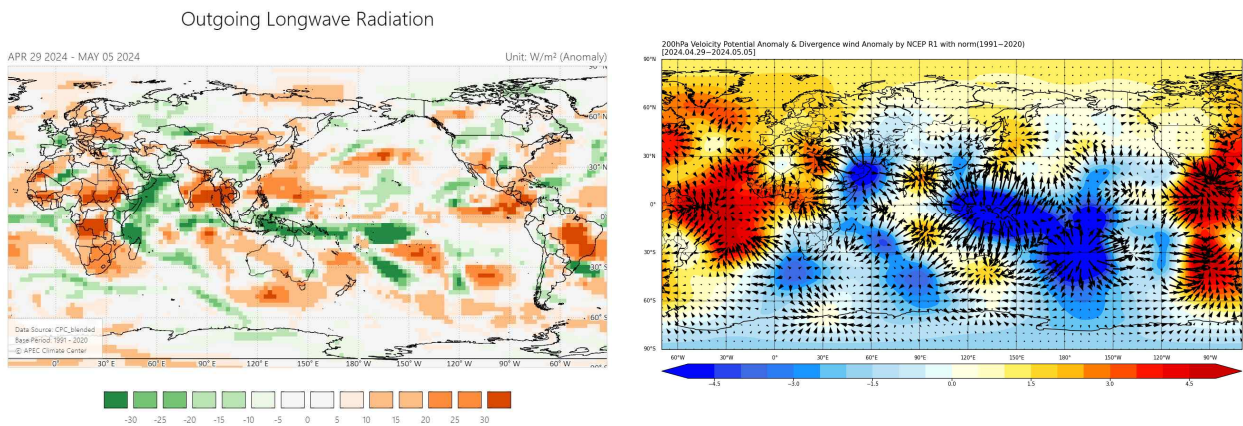 Outgoing Longwave Radiation
APR 29 2024 - MAY 05 2024
Unit: W/m² (Anomaly)
90° N
60° N
30° N
0°
30° S
60° S
90° S
Data Source: CPC_blended
Base Period: 1991 - 2020
© APEC Climate Center
0° 30° E 60° E 90° E 120° E 150° E 180° E 150° W 120° W 90° W 60° W
-30 -25 -20 -15 -10 -5 0 5 10 15 20 25 30
200hPa Veloicity Potential Anomaly & Divergence wind Anomaly by NCEP R1 with norm(1991−2020)
[2024.04.29−2024.05.05]
90°N
60°N
30°N
0°
30°S
60°S
90°S
60°W 30°W 0° 30°E 60°E 90°E 120°E 150°E 180° 150°W 120°W 90°W
−4.5 −3.0 −1.5 0.0 1.5 3.0 4.5